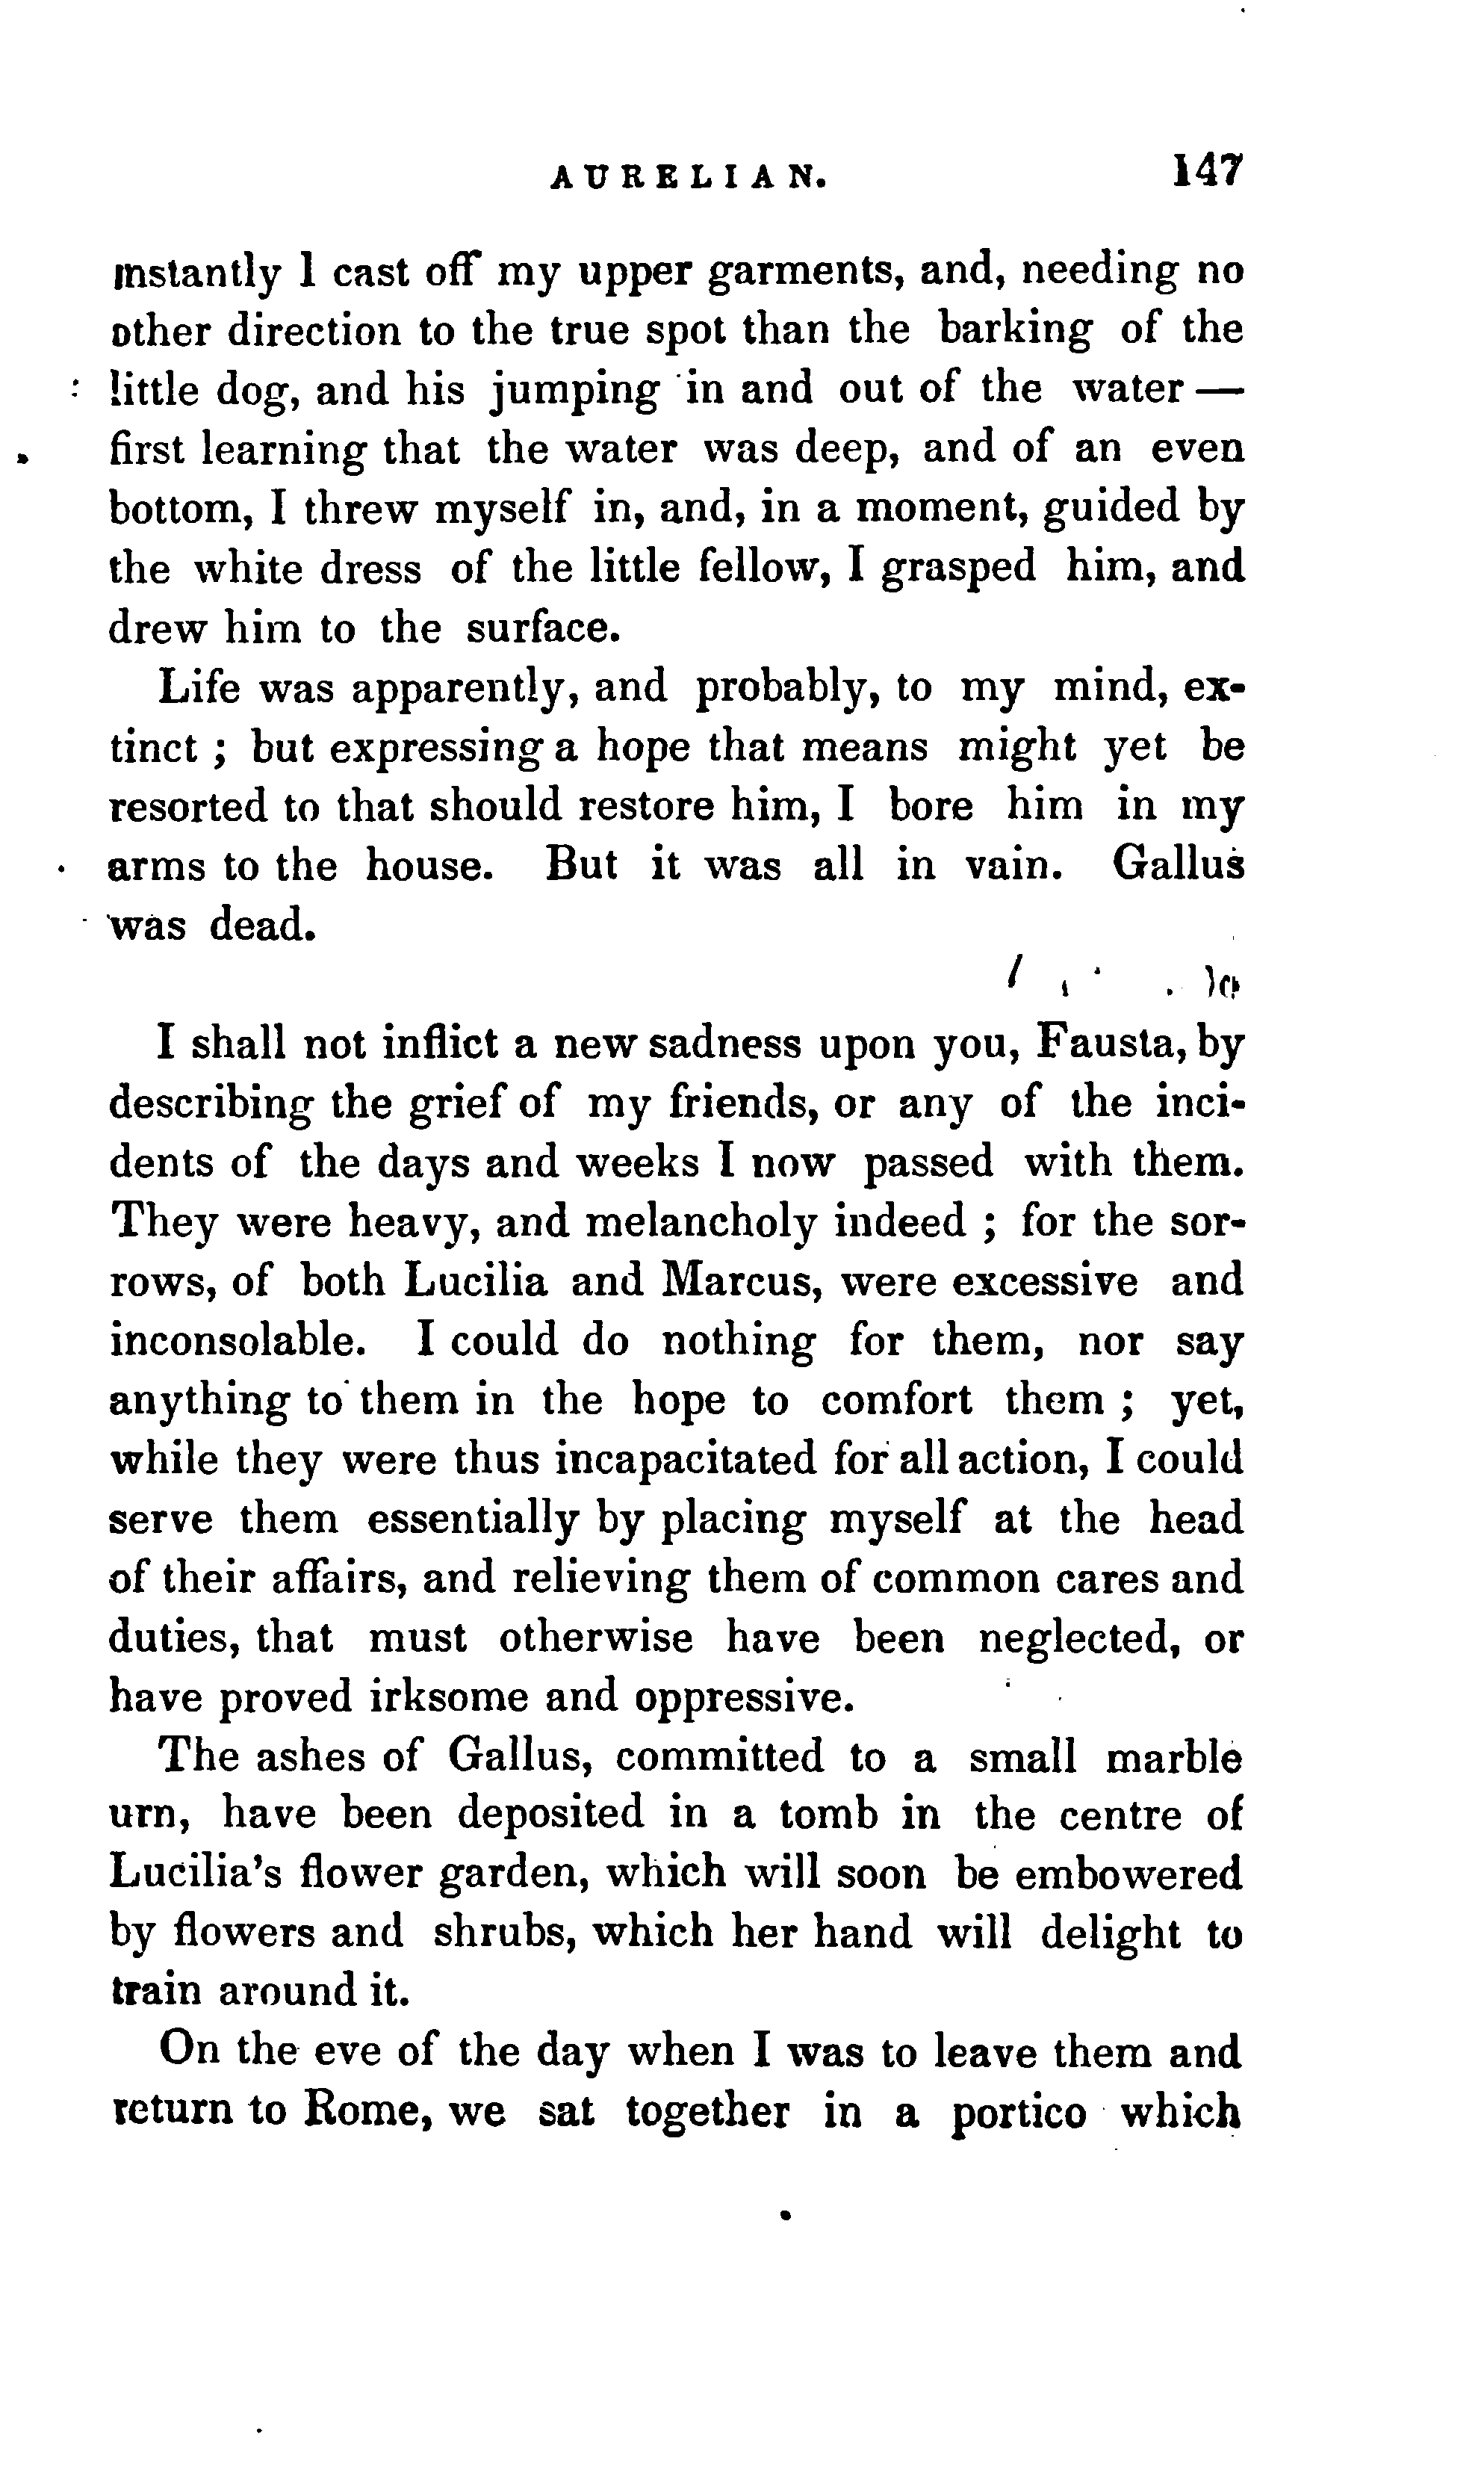 AURELIAN. 147
instantly I cast off my upper garments, and, needing no
other direction to the true spot than the barking of the
little dog, and his jumping in and out of the water —
first learning that the water was deep, and of an even
bottom, I threw myself in, and, in a moment, guided by
the white dress of the little fellow, I grasped him, and
drew him to the surface.
Life was apparently, and probably, to my mind, ex-
tinct ; but expressing a hope that means might yet be
resorted to that should restore him, I bore him in my
arms to the house. But it was all in vain. Gallus
was dead.
I shall not inflict a new sadness upon you, Fausta, by
describing the grief of my friends, or any of the inci-
dents of the days and weeks I now passed with them.
They were heavy, and melancholy indeed ; for the sor-
rows, of both Lucilia and Marcus, were excessive and
inconsolable. I could do nothing for them, nor say
anything to them in the hope to comfort them ; yet,
while they were thus incapacitated for all action, I could
serve them essentially by placing myself at the head
of their affairs, and relieving them of common cares and
duties, that must otherwise have been neglected, or
have proved irksome and oppressive.
The ashes of Gallus, committed to a small marble
urn, have been deposited in a tomb in the centre of
Lucilia's flower garden, which will soon be embowered
by flowers and shrubs, which her hand will delight to
train around it.
On the eve of the day when I was to leave them and
return to Rome, we sat together in a portico which